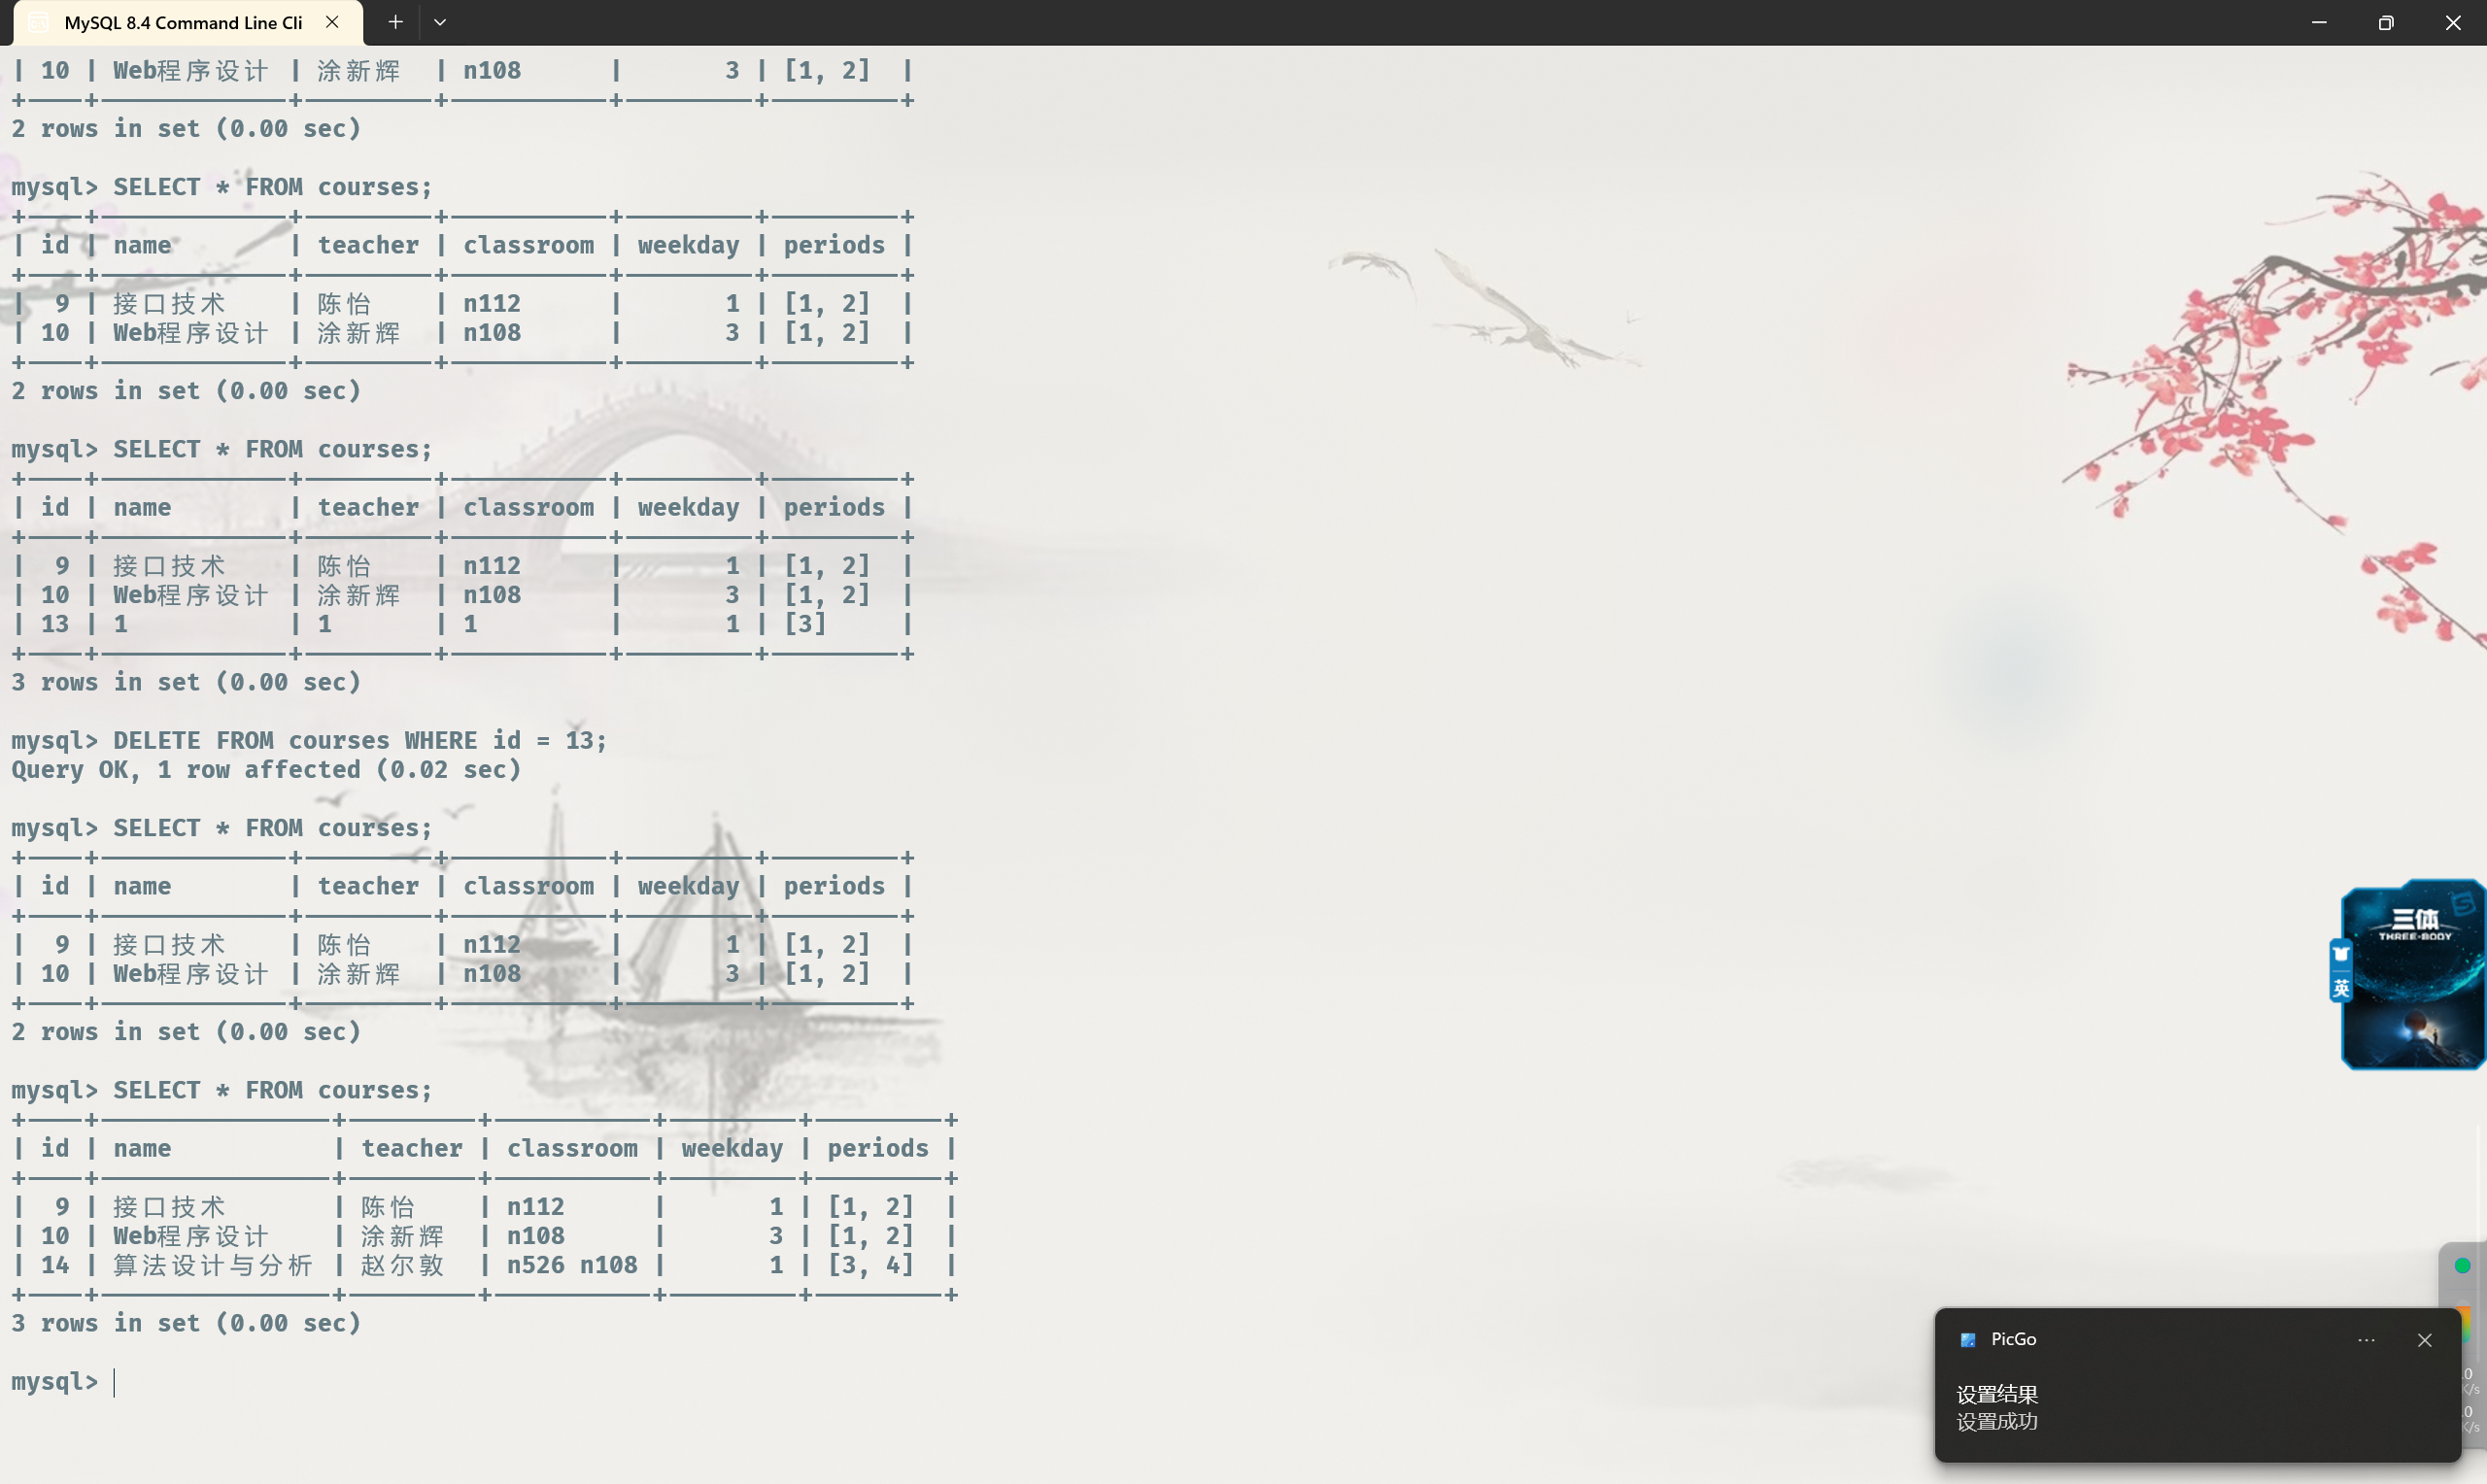 MySQL 8.4 Command Line Cli
| 10 | Web程序设计 | 涂新辉 | n108 | 3 | [1, 2] |
2 rows in set (0.00 sec)
mysql> SELECT * FROM courses;
| id | name | teacher | classroom | weekday | periods |
| 9 | 接口技术 | 陈怡 | n112 | 1 | [1, 2] |
| 10 | Web程序设计 | 涂新辉 | n108 | 3 | [1, 2] |
2 rows in set (0.00 sec)
mysql> SELECT * FROM courses;
| id | name | teacher | classroom | weekday | periods |
| 9 | 接口技术 | 陈怡 | n112 | 1 | [1, 2] |
| 10 | Web程序设计 | 涂新辉 | n108 | 3 | [1, 2] |
| 13 | 1 | 1 | 1 | 1 | [3] |
3 rows in set (0.00 sec)
mysql> DELETE FROM courses WHERE id = 13;
Query OK, 1 row affected (0.02 sec)
mysql> SELECT * FROM courses;
| id | name | teacher | classroom | weekday | periods |
| 9 | 接口技术 | 陈怡 | n112 | 1 | [1, 2] |
| 10 | Web程序设计 | 涂新辉 | n108 | 3 | [1, 2] |
2 rows in set (0.00 sec)
mysql> SELECT * FROM courses;
| id | name | teacher | classroom | weekday | periods |
| 9 | 接口技术 | 陈怡 | n112 | 1 | [1, 2] |
| 10 | Web程序设计 | 涂新辉 | n108 | 3 | [1, 2] |
| 14 | 算法设计与分析 | 赵尔敦 | n526 n108 | 1 | [3, 4] |
3 rows in set (0.00 sec)
mysql>
三体
THREE-BODY
英
PicGo
设置结果
设置成功